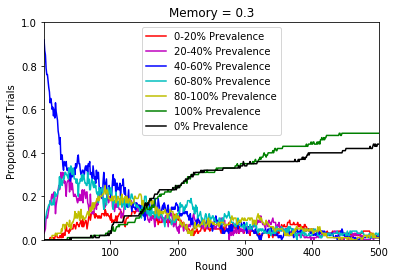 Memory = 0.3
Proportion of Trials
1.0
0.8
0.6
0.4
0.2
0.0
0-20% Prevalence
20-40% Prevalence
40-60% Prevalence
60-80% Prevalence
80-100% Prevalence
100% Prevalence
0% Prevalence
100 200 300 400 500
Round